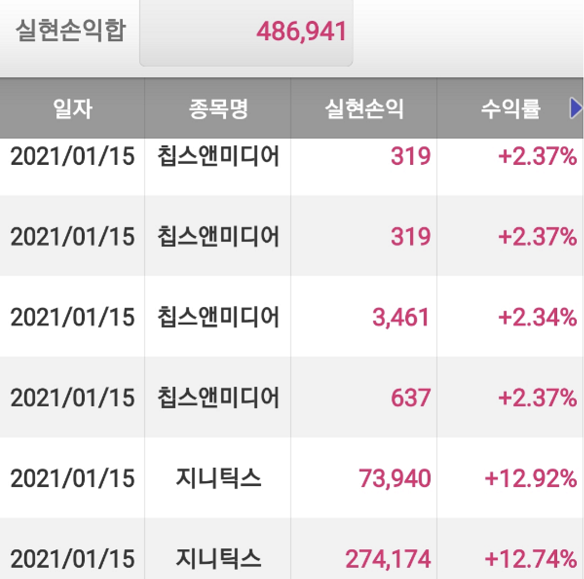 실현손익합 486,941
일자 종목명 실현손익 수익률
2021/01/15 칩스앤미디어 319 +2.37%
2021/01/15 칩스앤미디어 319 +2.37%
2021/01/15 칩스앤미디어 3,461 +2.34%
2021/01/15 칩스앤미디어 637 +2.37%
2021/01/15 지니틱스 73,940 +12.92%
2021/01/15 지니틱스 274,174 +12.74%